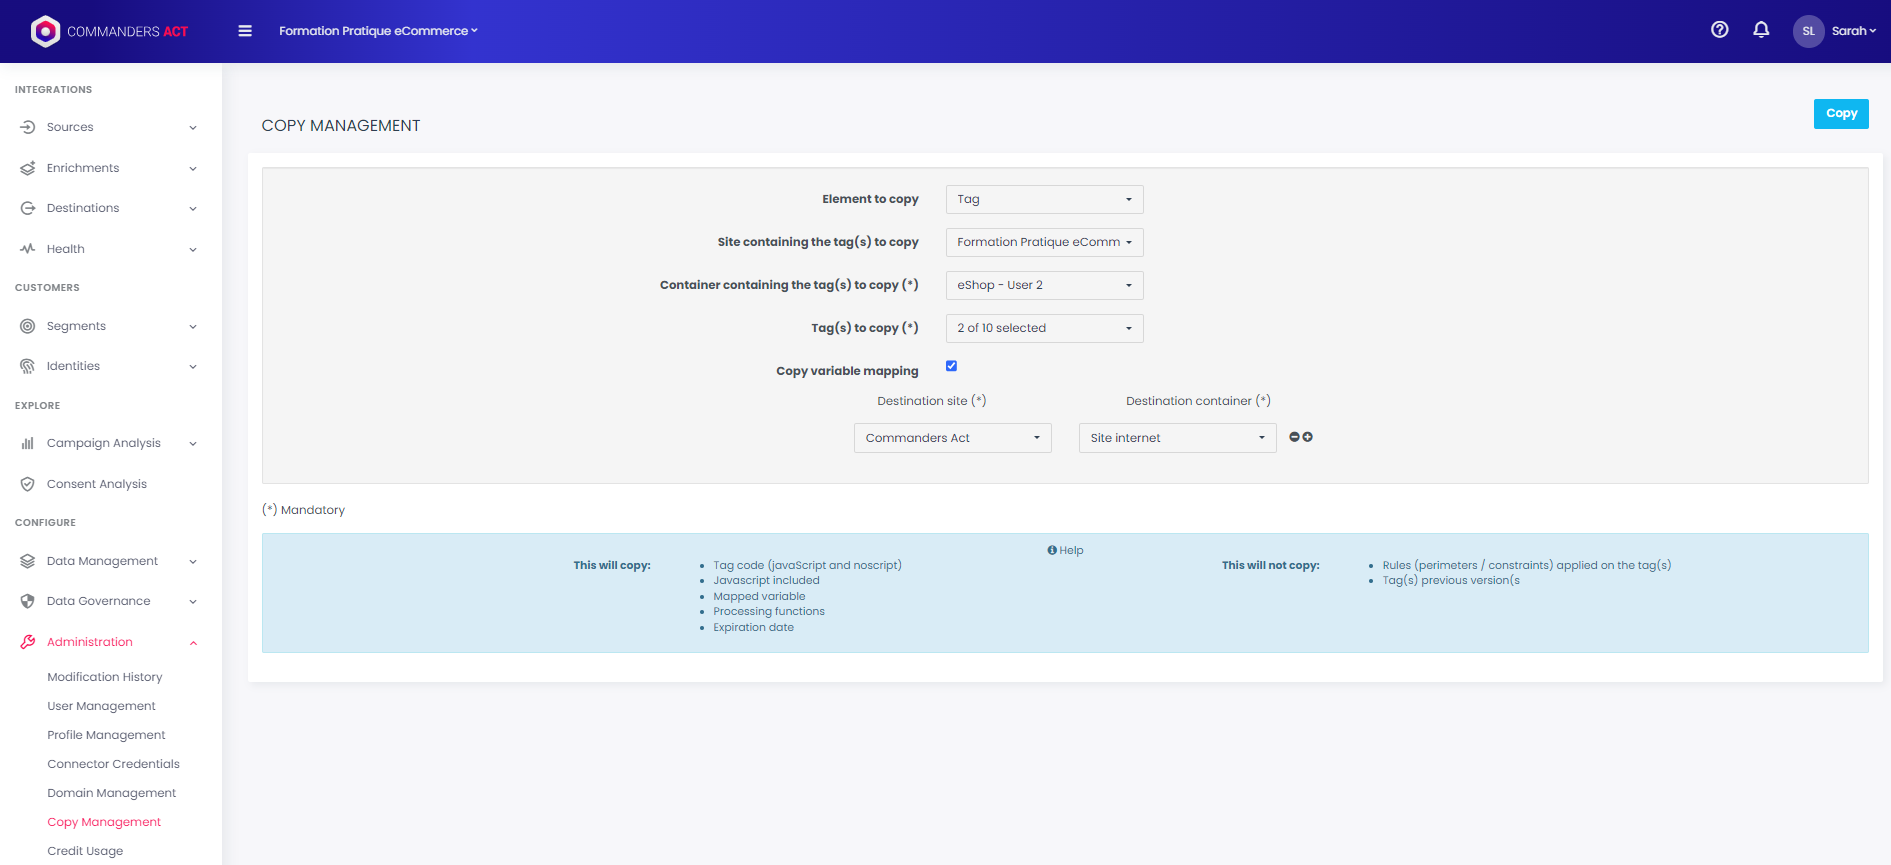 COMMANDERS ACT
Formation Pratique eCommerce
SL
Sarah
INTEGRATIONS
Sources
Enrichments
Destinations
Health
CUSTOMERS
Segments
Identities
EXPLORE
Campaign Analysis
Consent Analysis
CONFIGURE
Data Management
Data Governance
Administration
Modification History
User Management
Profile Management
Connector Credentials
Domain Management
Copy Management
Credit Usage
COPY MANAGEMENT
Copy
Element to copy Tag
Site containing the tag(s) to copy Formation Pratique eComm
Container containing the tag(s) to copy (*) eShop - User 2
Tag(s) to copy (*) 2 of 10 selected
Copy variable mapping
Destination site (*) Destination container (*)
Commanders Act Site internet
(*) Mandatory
Help
This will copy:
• Tag code (javaScript and noscript)
• Javascript included
• Mapped variable
• Processing functions
• Expiration date
This will not copy:
• Rules (perimeters / constraints) applied on the tag(s)
• Tag(s) previous version(s